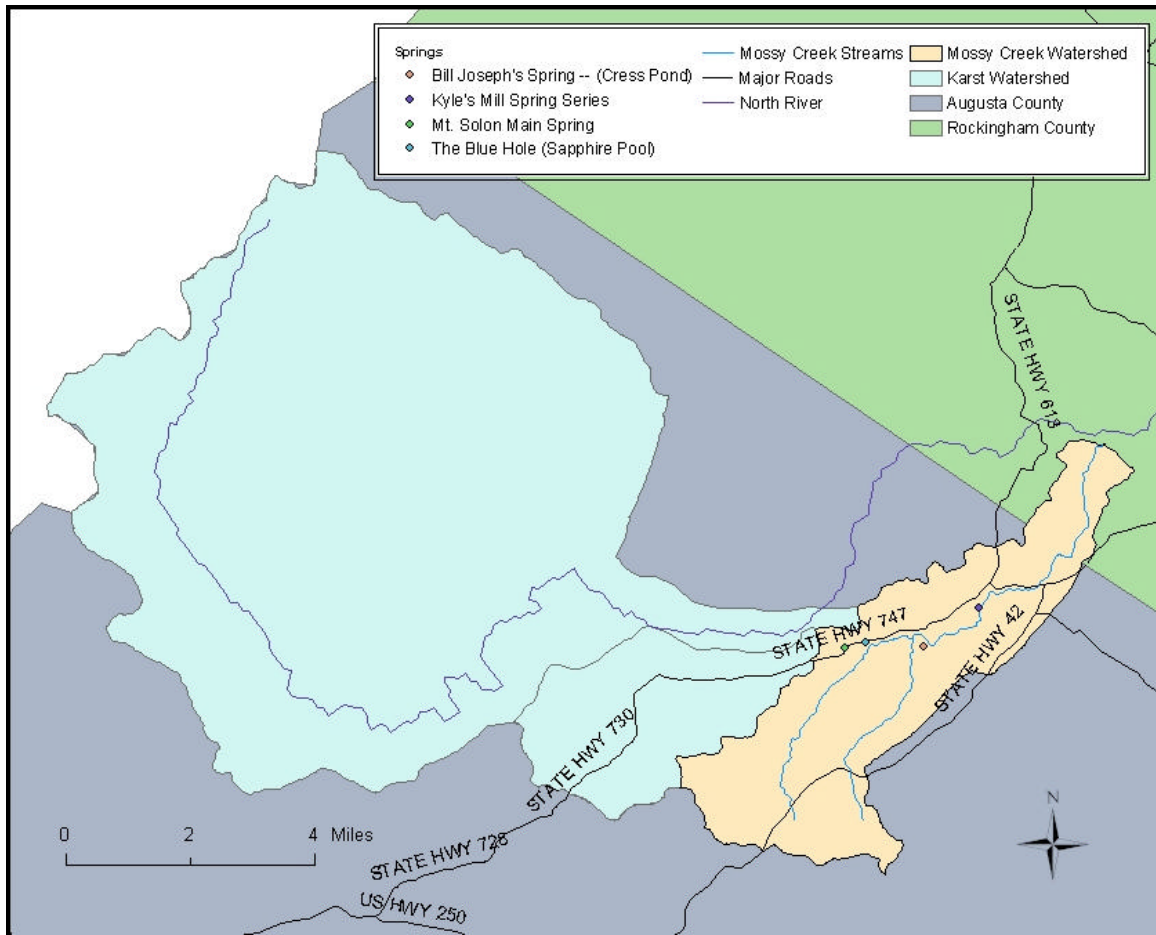 Springs
Bill Joseph's Spring -- (Cress Pond)
Kyle's Mill Spring Series
Mt. Solon Main Spring
The Blue Hole (Sapphire Pool)
Mossy Creek Streams
Major Roads
North River
Mossy Creek Watershed
Karst Watershed
Augusta County
Rockingham County
STATE HWY 613
STATE HWY 747
STATE HWY 42
STATE HWY 730
STATE HWY 728
US HWY 250
0 2 4 Miles
N